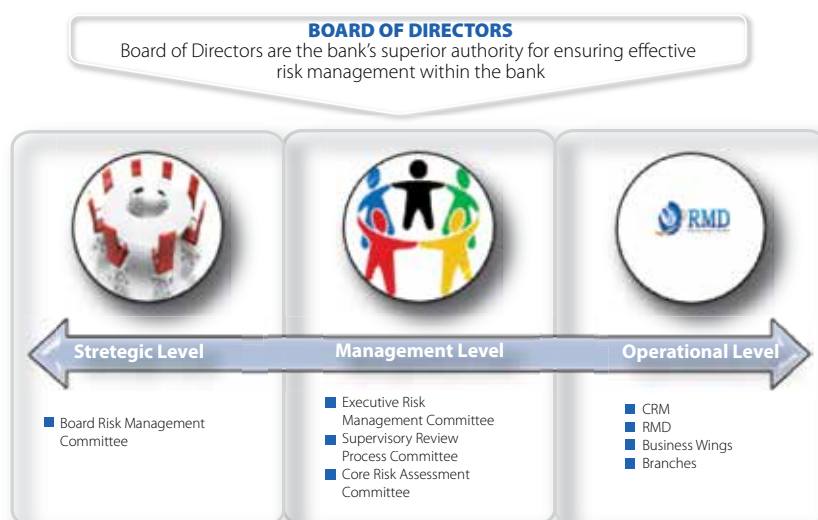 BOARD OF DIRECTORS
Board of Directors are the bank's superior authority for ensuring effective
risk management within the bank
RMD
Stretegic Level
Management Level
Operational Level
Board Risk Management
Committee
Executive Risk
Management Committee
Supervisory Review
Process Committee
Core Risk Assessment
Committee
CRM
RMD
Business Wings
Branches